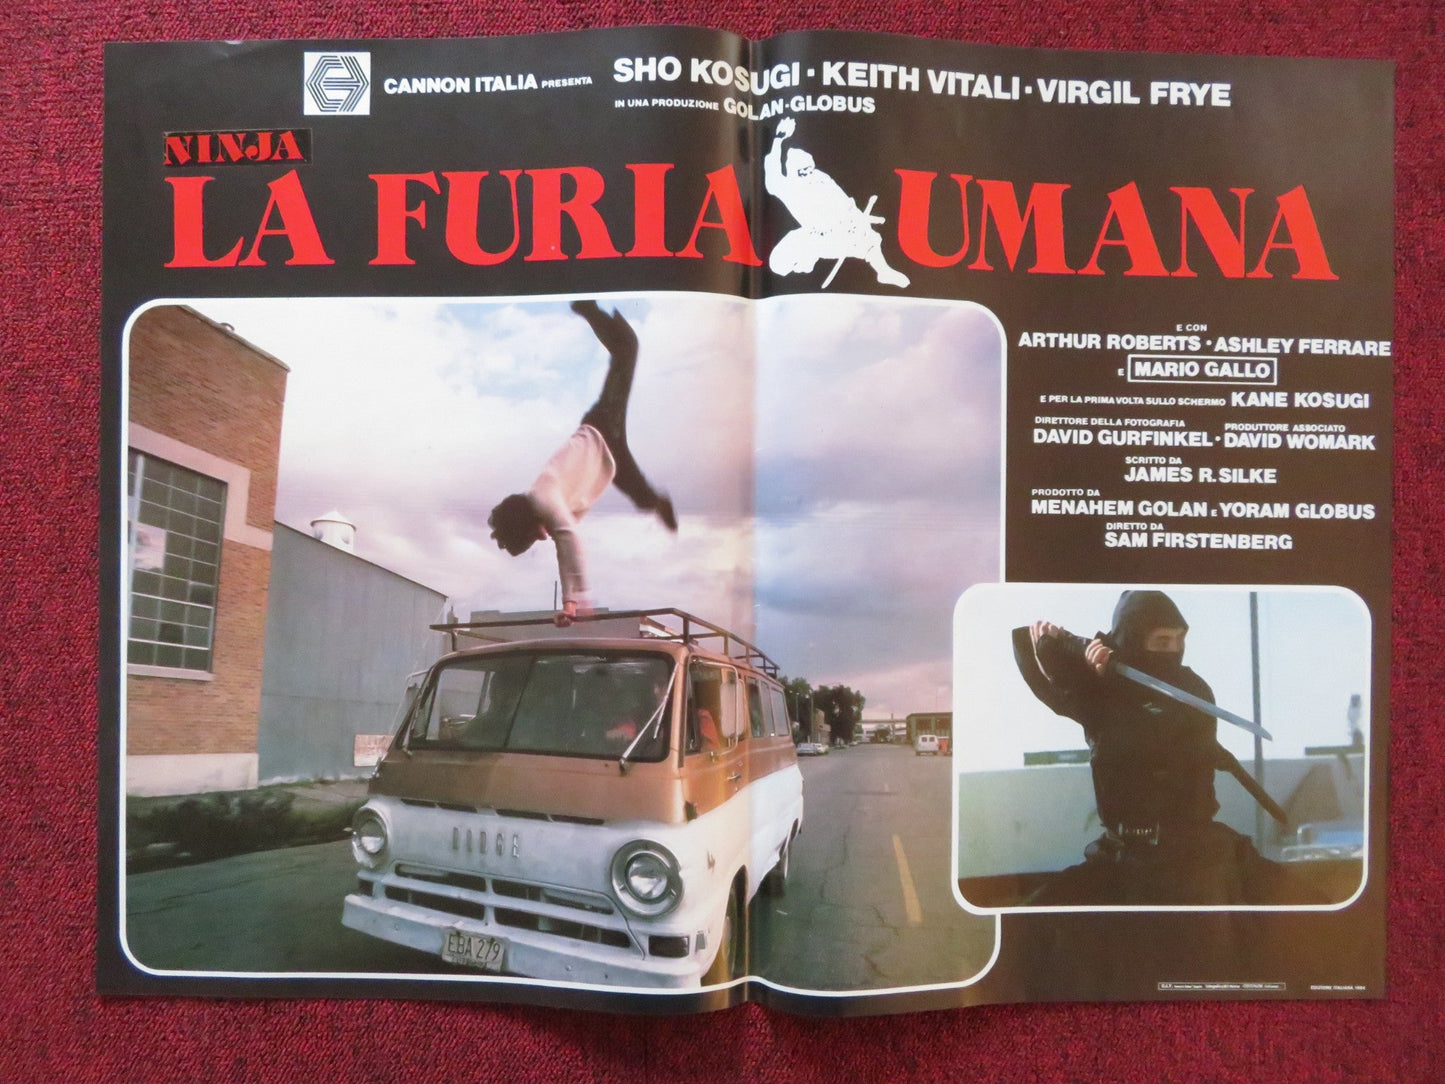 CANNON ITALIA PRESENTA
SHO KOSUGI · KEITH VITALI · VIRGIL FRYE
IN UNA PRODUZIONE GOLAN-GLOBUS
NINJA
LA FURIA UMANA
E CON
ARTHUR ROBERTS · ASHLEY FERRARE
E MARIO GALLO
E PER LA PRIMA VOLTA SULLO SCHERMO KANE KOSUGI
DIRETTORE DELLA FOTOGRAFIA
DAVID GURFINKEL ·
PRODUTTORE ASSOCIATO
DAVID WOMARK
SCRITTO DA
JAMES R. SILKE
PRODOTTO DA
MENAHEM GOLAN E YORAM GLOBUS
DIRETTO DA
SAM FIRSTENBERG
DODGE
EBA 279
EDIZIONE ITALIANA 1984